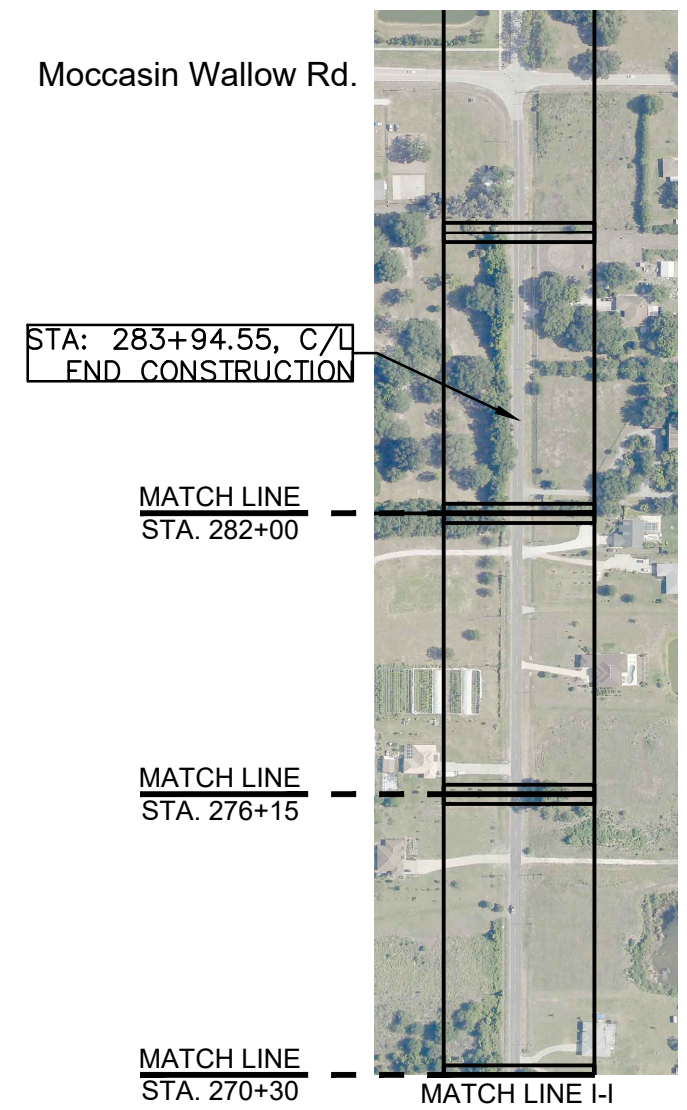 Moccasin Wallow Rd.
STA: 283+94.55, C/L
END CONSTRUCTION
MATCH LINE
STA. 282+00
MATCH LINE
STA. 276+15
MATCH LINE
STA. 270+30
MATCH LINE I-I